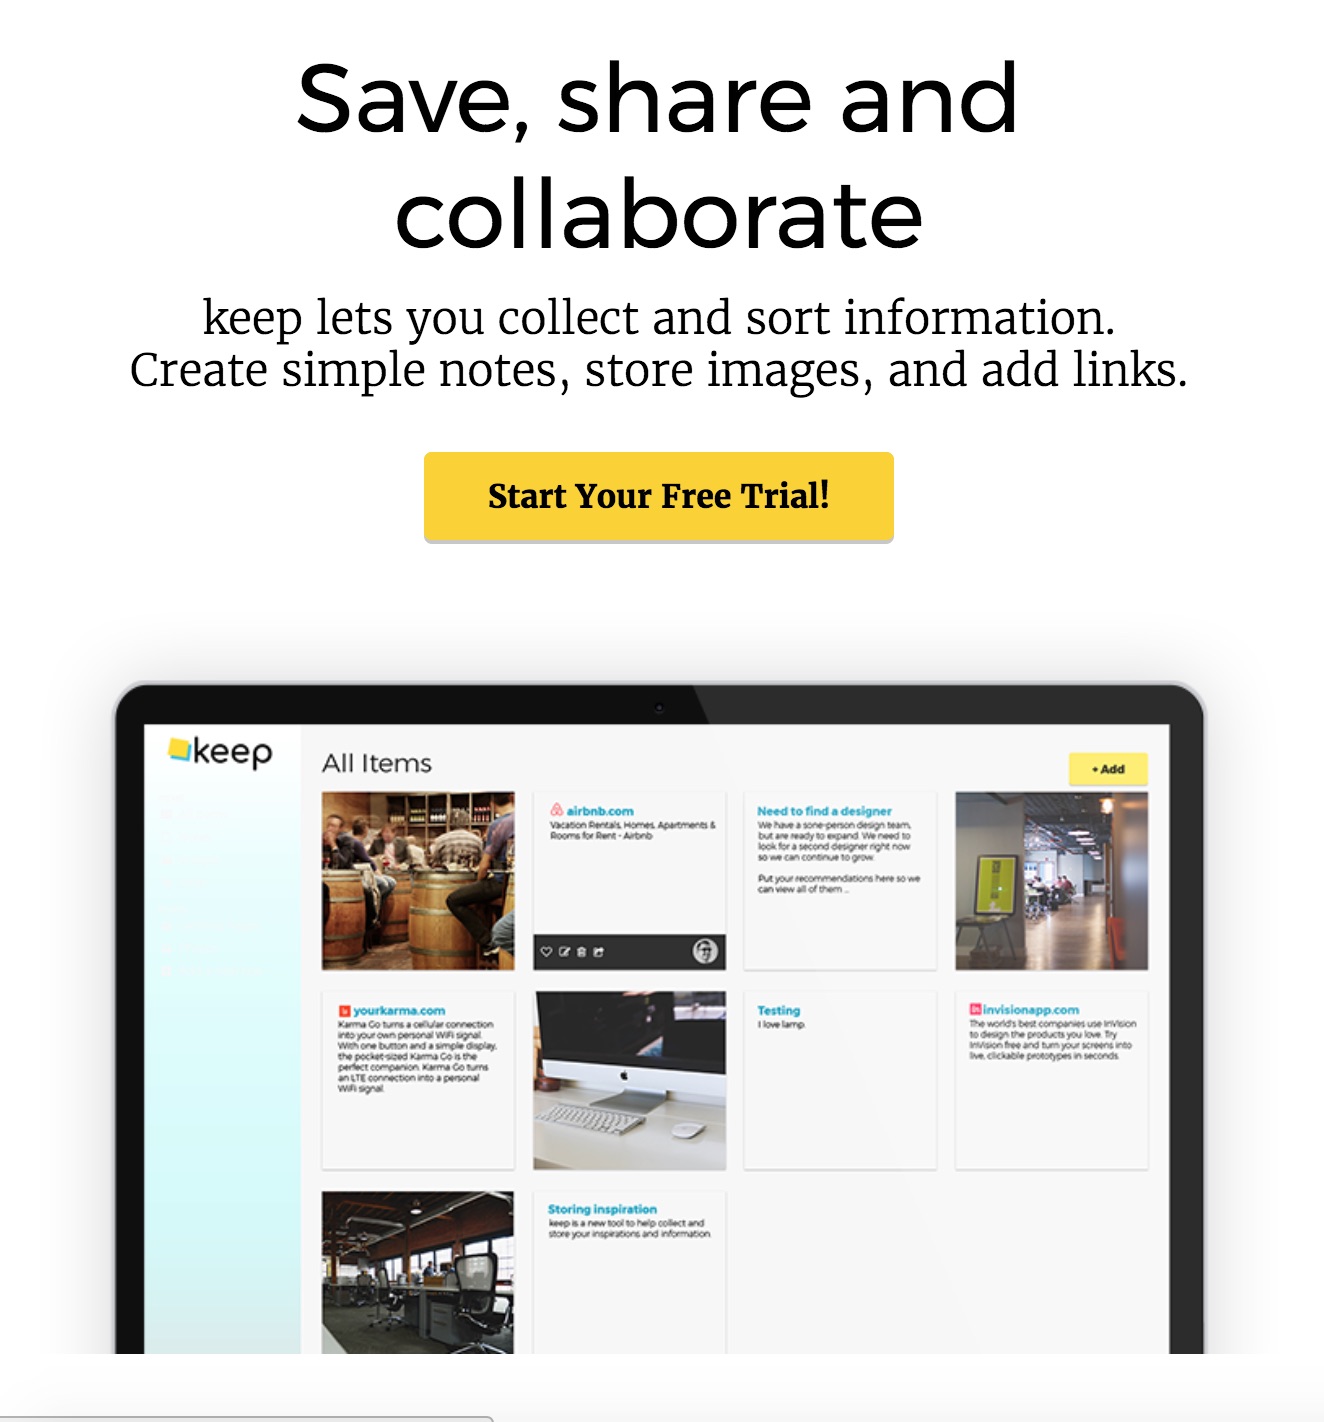 Save, share and
collaborate
keep lets you collect and sort information.
Create simple notes, store images, and add links.
Start Your Free Trial!
keep
All Items
+ Add
airbnb.com
Vacation Rentals, Homes, Apartments &
Rooms for Rent - Airbnb
Need to find a designer
We have a sone-person design team,
but are ready to expand. We need to
look for a second designer right now
so we can continue to grow.
Put your recommendations here so we
can view all of them ...
yourkarma.com
Karma Go turns a cellular connection
into your own personal WiFi signal.
With one button and a simple display,
the pocket-sized Karma Go is the
perfect companion. Karma Go turns
an LTE connection into a personal
WiFi signal.
Testing
I love lamp.
in invisionapp.com
The world's best companies use InVision
to design the products you love. Try
InVision free and turn your screens into
live, clickable prototypes in seconds.
Storing inspiration
keep is a new tool to help collect and
store your inspirations and information.